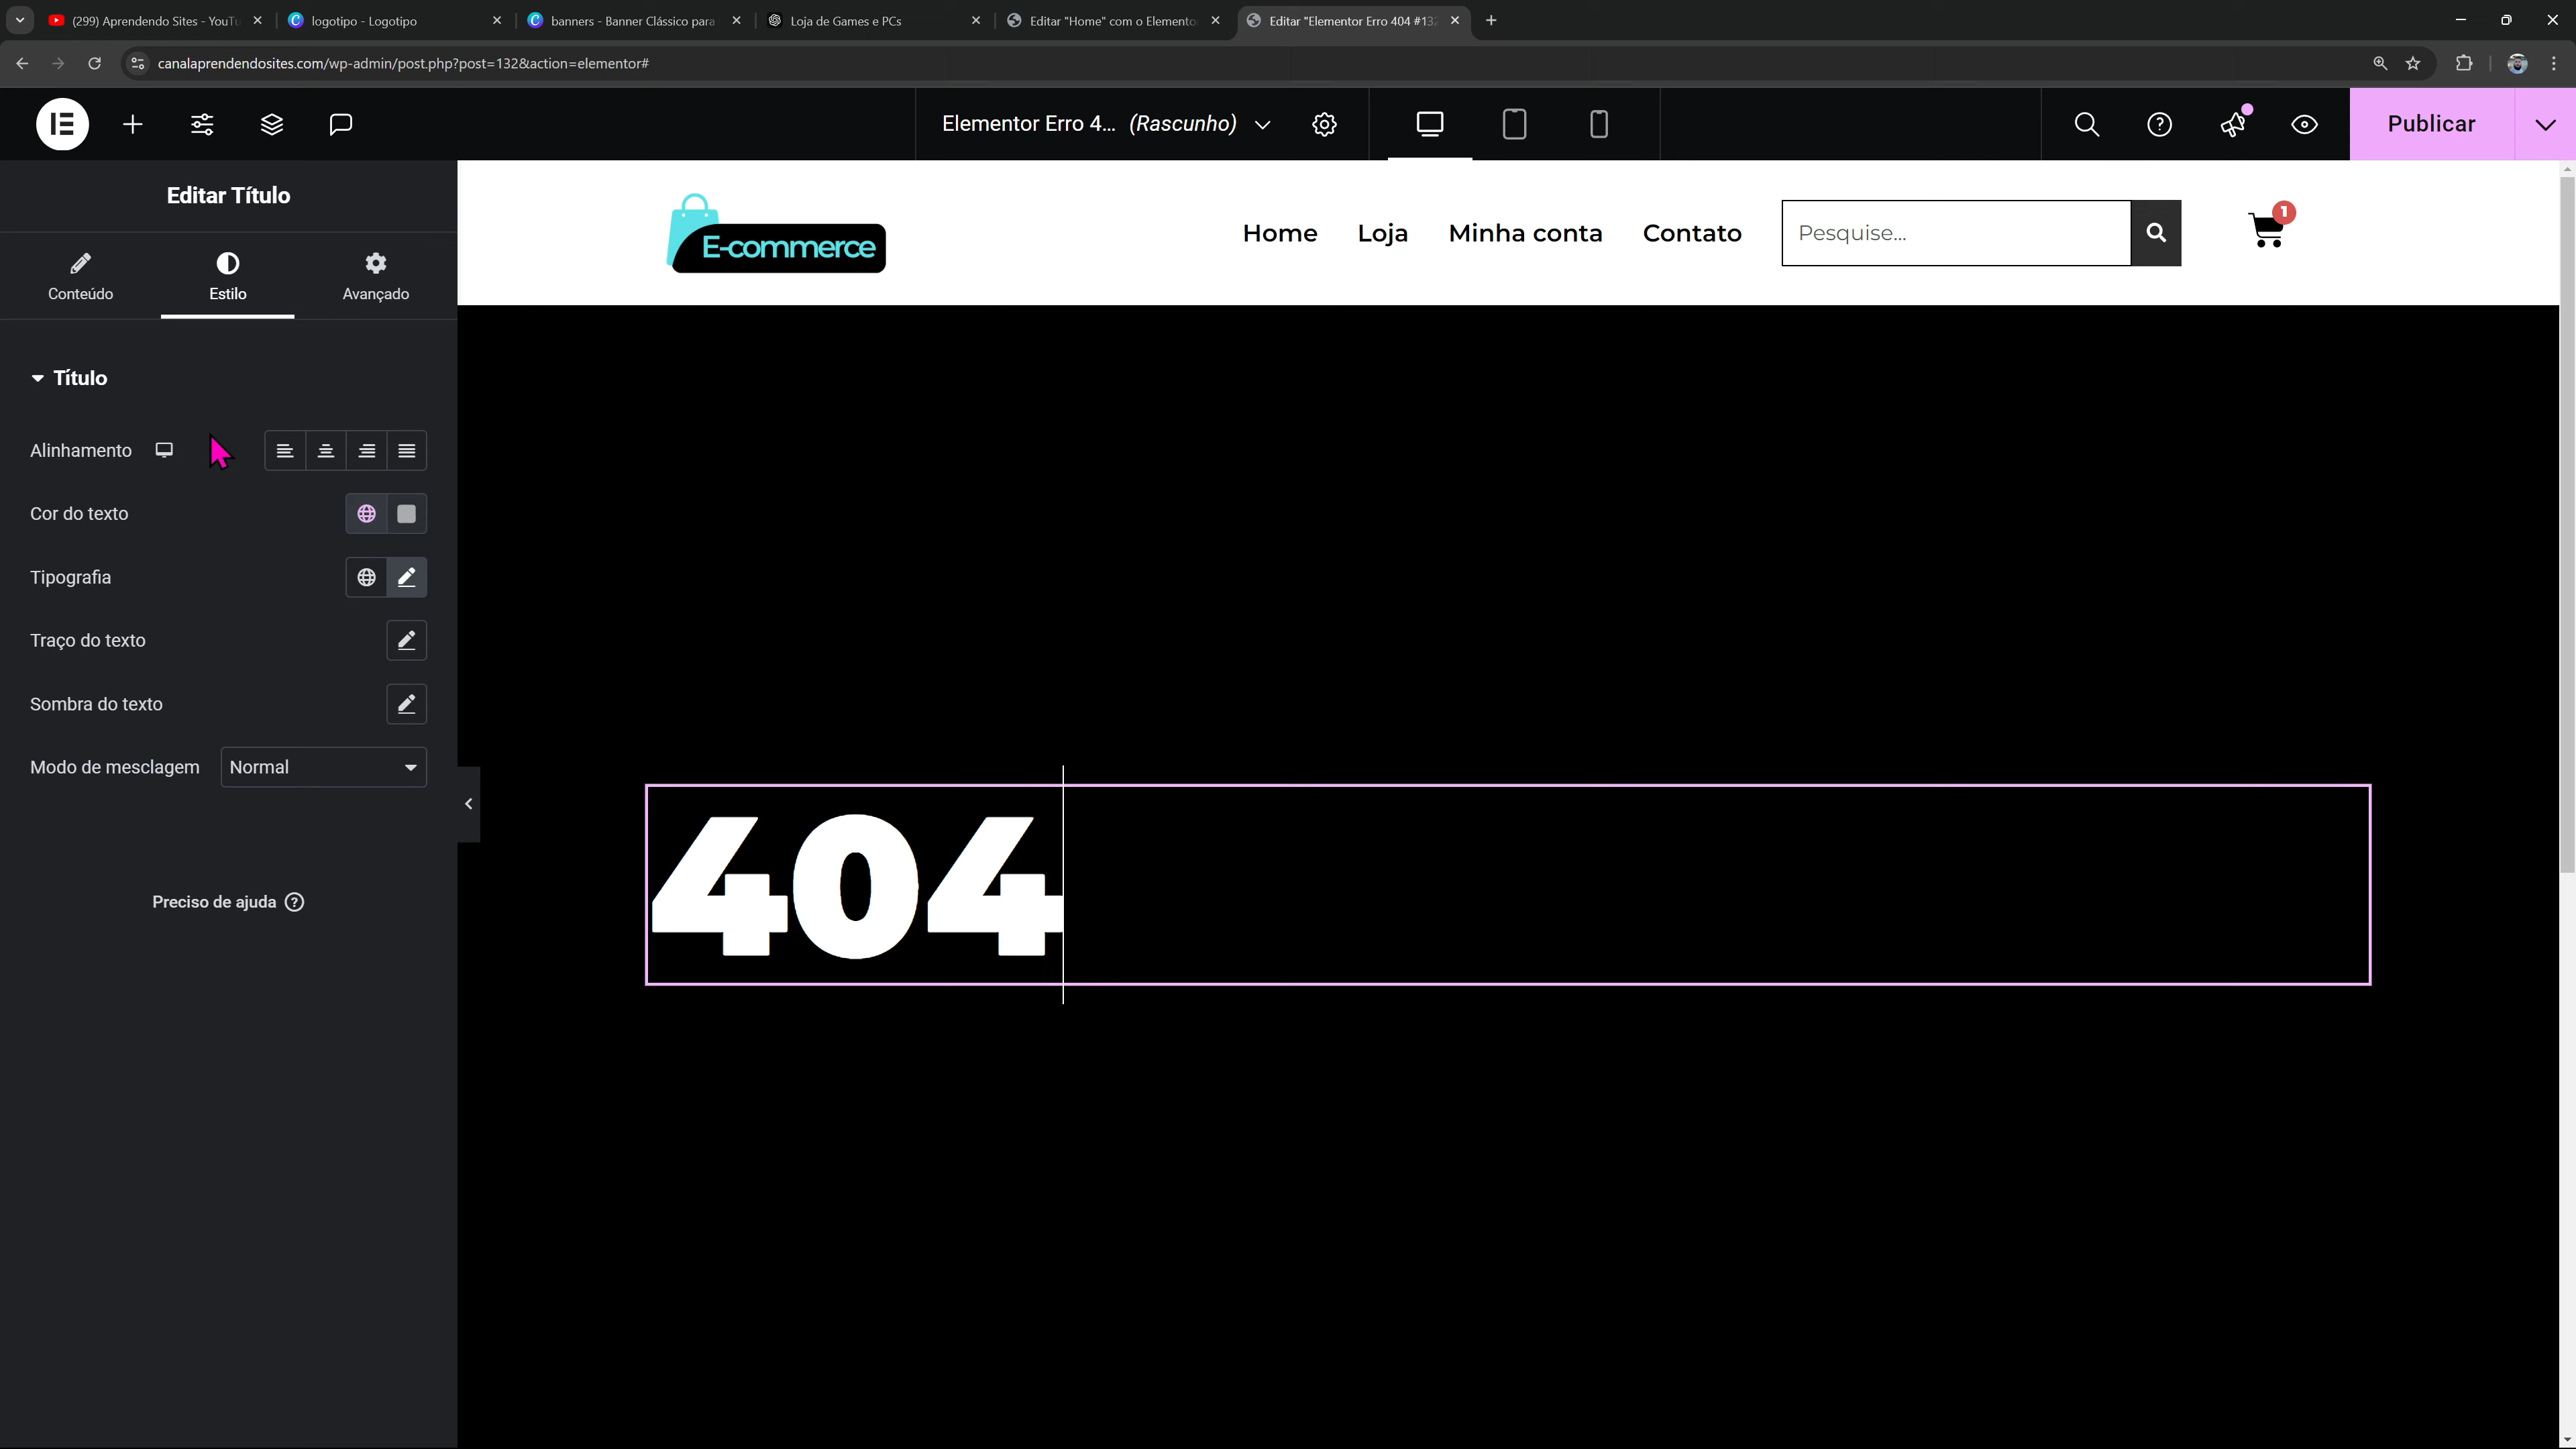 (299) Aprendendo Sites - YouTu
logotipo - Logotipo
banners - Banner Clássico para
Loja de Games e PCs
Editar "Home" com o Elemento
Editar "Elementor Erro 404 #132
canalaprendendosites.com/wp-admin/post.php?post=132&action=elementor#
Elementor Erro 4... (Rascunho)
Publicar
Editar Título
Conteúdo
Estilo
Avançado
E-commerce
Home
Loja
Minha conta
Contato
Pesquise...
1
Título
Alinhamento
Cor do texto
Tipografia
Traço do texto
Sombra do texto
Modo de mesclagem
Normal
Preciso de ajuda
404